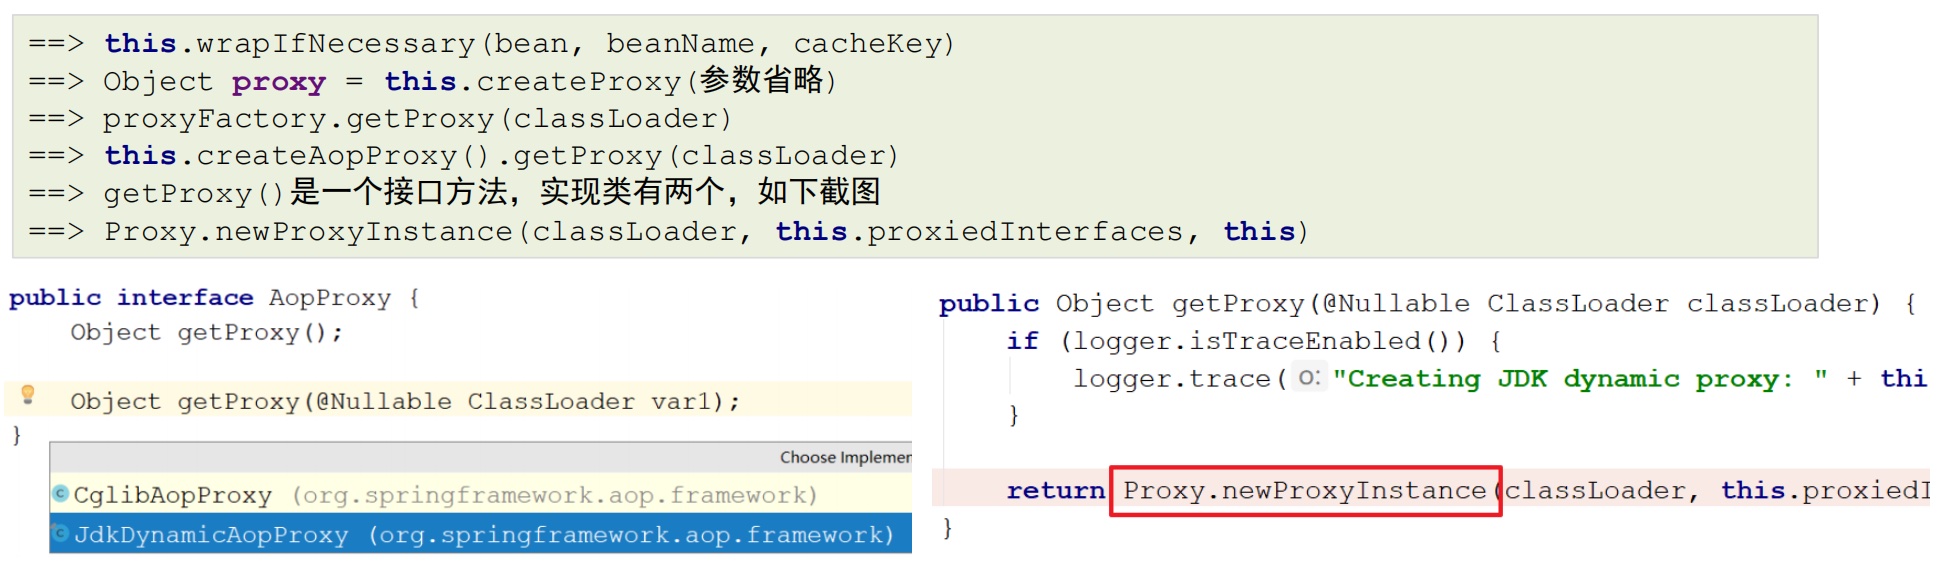 ==> this.wrapIfNecessary(bean, beanName, cacheKey)
==> Object proxy = this.createProxy(参数省略)
==> proxyFactory.getProxy(classLoader)
==> this.createAopProxy().getProxy(classLoader)
==> getProxy()是一个接口方法，实现类有两个，如下截图
==> Proxy.newProxyInstance(classLoader, this.proxiedInterfaces, this)
public interface AopProxy {
Object getProxy();
Object getProxy(@Nullable ClassLoader var1);
}
Choose Implemen
CglibAopProxy (org.springframework.aop.framework)
JdkDynamicAopProxy (org.springframework.aop.framework)
public Object getProxy(@Nullable ClassLoader classLoader) {
if (logger.isTraceEnabled()) {
logger.trace( o: "Creating JDK dynamic proxy: " + thi
}
return Proxy.newProxyInstance(classLoader, this.proxiedI
}